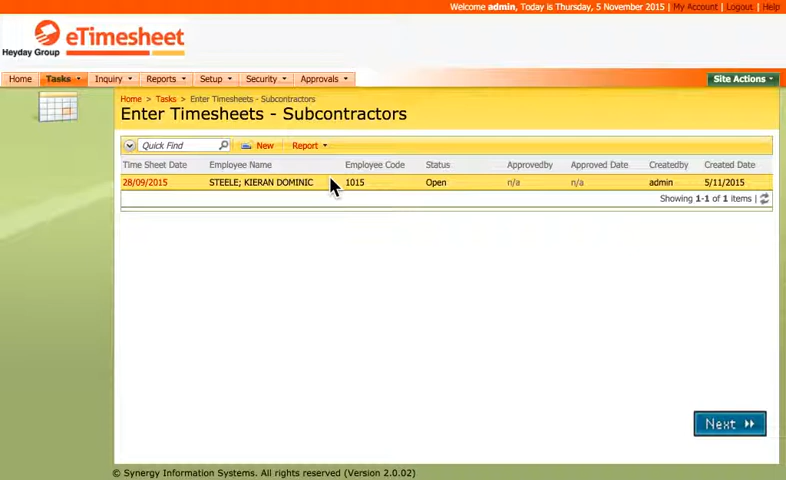 Welcome admin, Today is Thursday, 5 November 2015 | My Account | Logout | Help
eTimesheet
Heyday Group
Home Tasks Inquiry Reports Setup Security Approvals Site Actions
Home > Tasks > Enter Timesheets - Subcontractors
Enter Timesheets - Subcontractors
Quick Find New Report
Time Sheet Date Employee Name Employee Code Status Approvedby Approved Date Createdby Created Date
28/09/2015 STEELE; KIERAN DOMINIC 1015 Open n/a n/a admin 5/11/2015
Showing 1-1 of 1 items |
Next
© Synergy Information Systems. All rights reserved (Version 2.0.02)